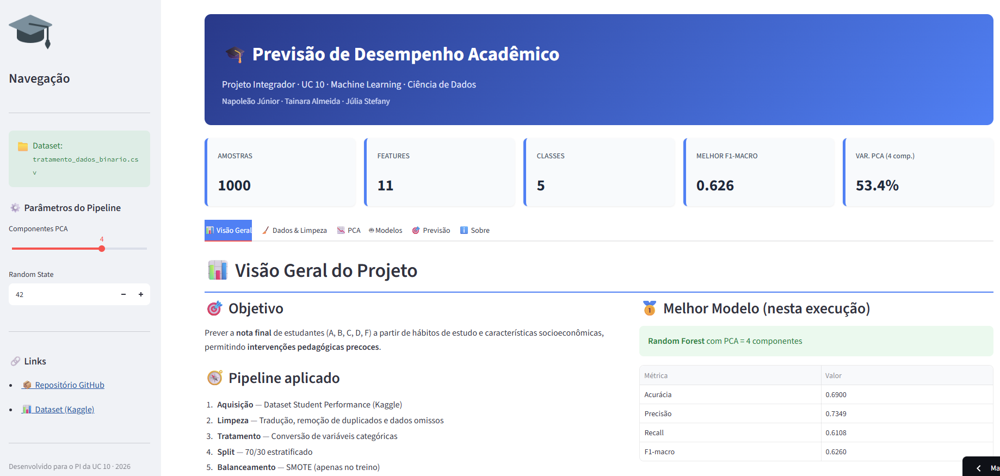 Navegação
Dataset:
tratamento_dados_binario.cs
v
Parâmetros do Pipeline
Componentes PCA
4
Random State
42
Links
Repositório GitHub
Dataset (Kaggle)
Desenvolvido para o PI da UC 10 · 2026
Previsão de Desempenho Acadêmico
Projeto Integrador · UC 10 · Machine Learning · Ciência de Dados
Napoleão Júnior · Tainara Almeida · Júlia Stefany
AMOSTRAS
1000
FEATURES
11
CLASSES
5
MELHOR F1-MACRO
0.626
VAR. PCA (4 comp.)
53.4%
Visão Geral
Dados & Limpeza
PCA
Modelos
Previsão
Sobre
Visão Geral do Projeto
Objetivo
Prever a nota final de estudantes (A, B, C, D, F) a partir de hábitos de estudo e características socioeconômicas,
permitindo intervenções pedagógicas precoces.
Pipeline aplicado
1. Aquisição — Dataset Student Performance (Kaggle)
2. Limpeza — Tradução, remoção de duplicados e dados omissos
3. Tratamento — Conversão de variáveis categóricas
4. Split — 70/30 estratificado
5. Balanceamento — SMOTE (apenas no treino)
Melhor Modelo (nesta execução)
Random Forest com PCA = 4 componentes
Métrica Valor
Acurácia 0.6900
Precisão 0.7349
Recall 0.6108
F1-macro 0.6260